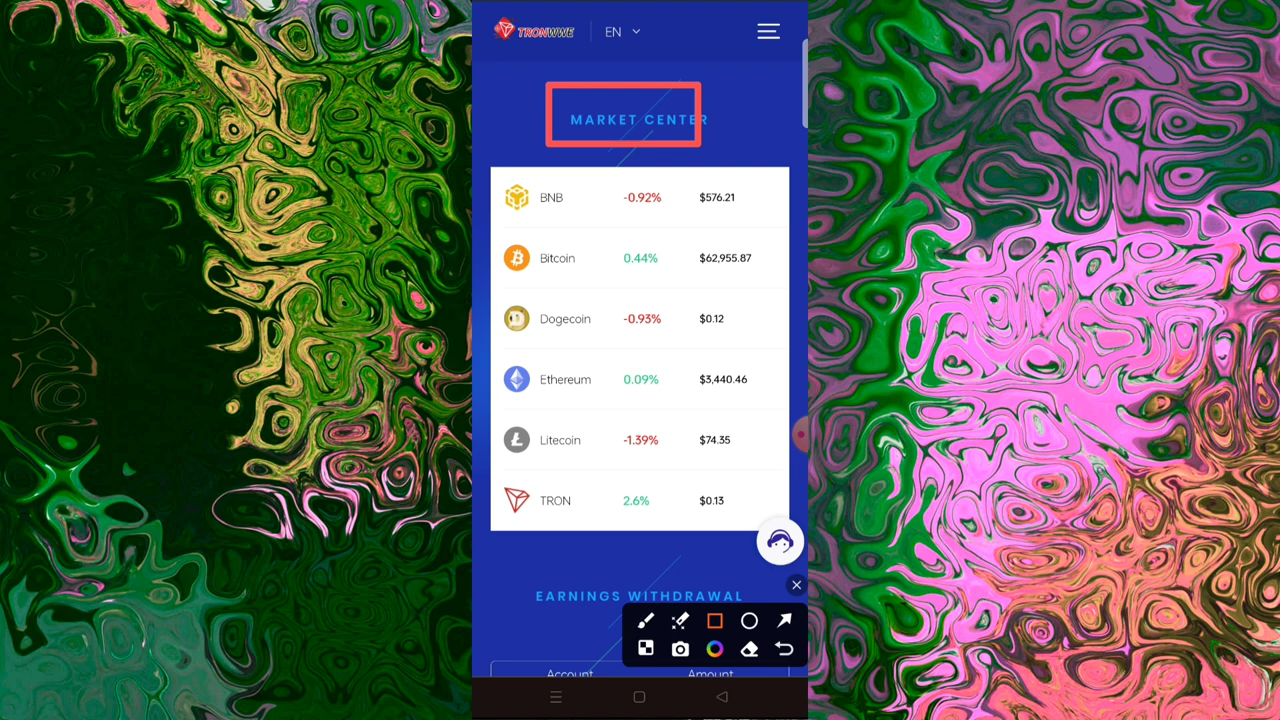 TRONWWE EN
MARKET CENTER
BNB -0.92% $576.21
Bitcoin 0.44% $62,955.87
Dogecoin -0.93% $0.12
Ethereum 0.09% $3,440.46
Litecoin -1.39% $74.35
TRON 2.6% $0.13
EARNINGS WITHDRAWAL
Account Amount